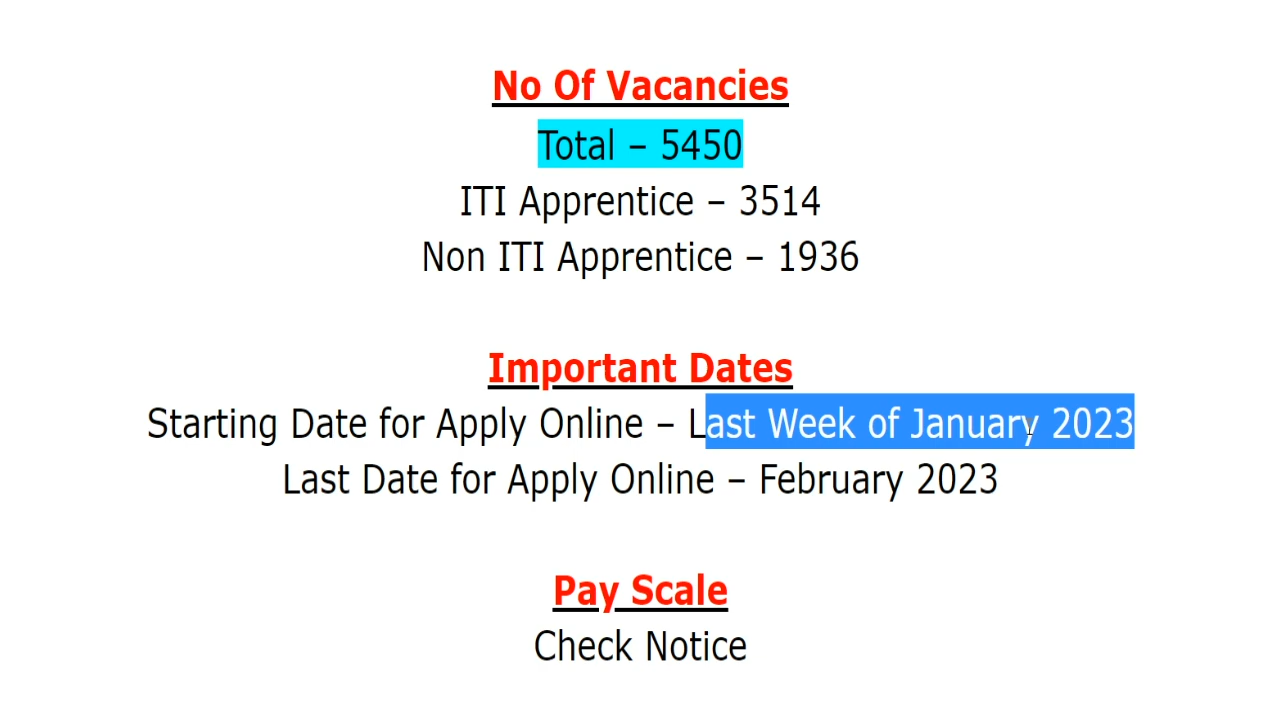 No Of Vacancies
Total – 5450
ITI Apprentice – 3514
Non ITI Apprentice – 1936
Important Dates
Starting Date for Apply Online – Last Week of January 2023
Last Date for Apply Online – February 2023
Pay Scale
Check Notice